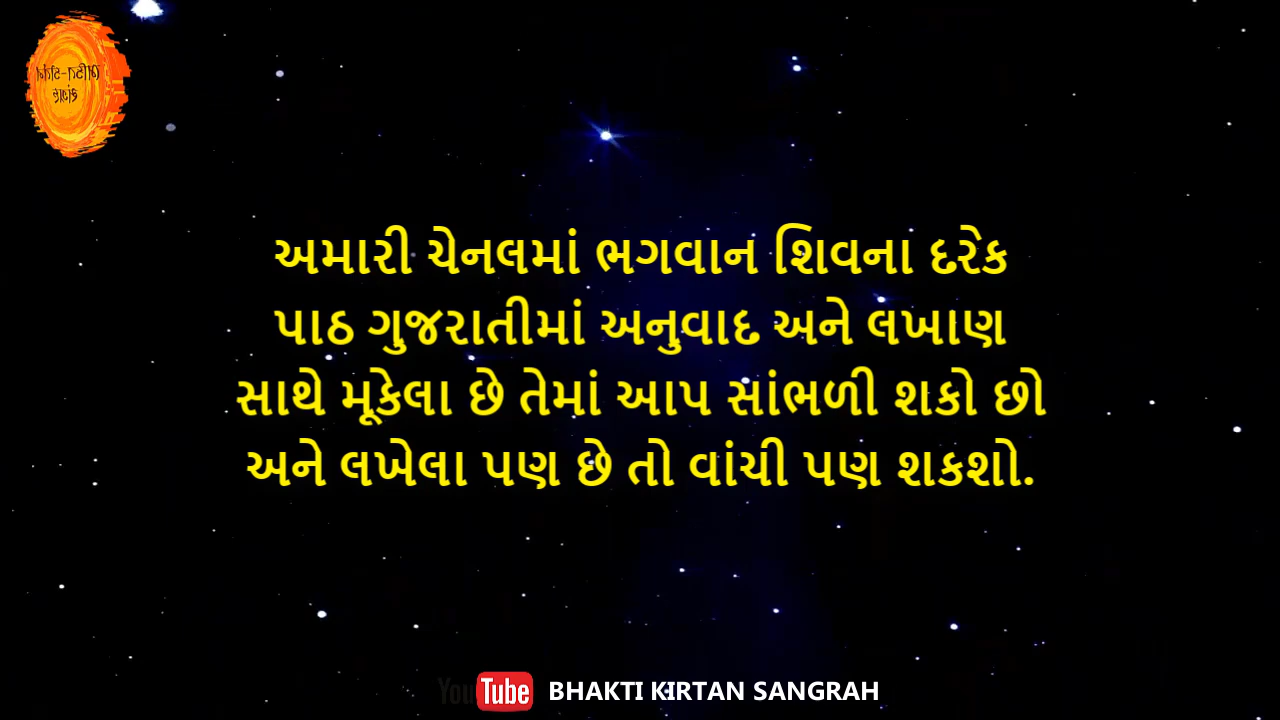 અમારી ચેનલમાં ભગવાન શિવના દરેક
પાઠ ગુજરાતીમાં અનુવાદ અને લખાણ
સાથે મૂકેલા છે તેમાં આપ સાંભળી શકો છો
અને લખેલા પણ છે તો વાંચી પણ શકશો.
YouTube BHAKTI KIRTAN SANGRAH